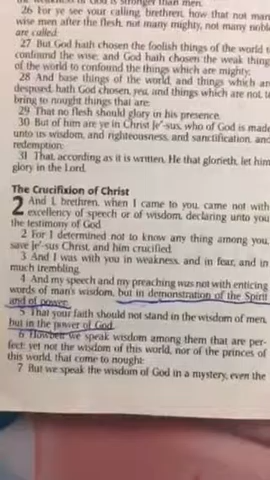 weakness of God is stronger than men.
26 For ye see your calling, brethren, how that not man
wise men after the flesh, not many mighty, not many noble
are called:
27 But God hath chosen the foolish things of the world
confound the wise; and God hath chosen the weak thing
of the world to confound the things which are mighty;
28 And base things of the world, and things which are
despised, hath God chosen, yea, and things which are not, t
bring to nought things that are:
29 That no flesh should glory in his presence.
30 But of him are ye in Christ Je'-sus, who of God is made
unto us wisdom, and righteousness, and sanctification, and
redemption:
31 That, according as it is written, He that glorieth, let him
glory in the Lord.
The Crucifixion of Christ
2 And I, brethren, when I came to you, came not with
excellency of speech or of wisdom, declaring unto you
the testimony of God.
2 For I determined not to know any thing among you,
save Je'-sus Christ, and him crucified.
3 And I was with you in weakness, and in fear, and in
much trembling.
4 And my speech and my preaching was not with enticing
words of man's wisdom, but in demonstration of the Spirit
and of power:
5 That your faith should not stand in the wisdom of men,
but in the power of God.
6 Howbeit we speak wisdom among them that are per-
fect: yet not the wisdom of this world, nor of the princes of
this world, that come to nought:
7 But we speak the wisdom of God in a mystery, even the